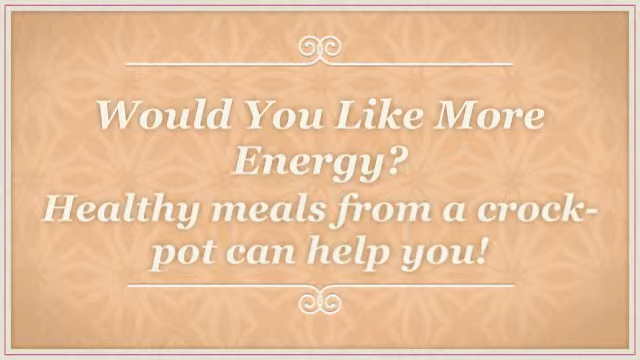 Would You Like More
Energy?
Healthy meals from a crock-
pot can help you!